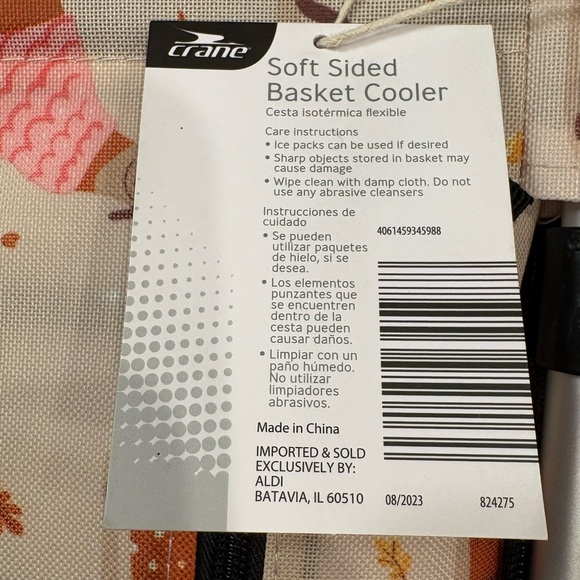 crane
Soft Sided
Basket Cooler
Cesta isotérmica flexible
Care instructions
• Ice packs can be used if desired
• Sharp objects stored in basket may
cause damage
• Wipe clean with damp cloth. Do not
use any abrasive cleansers
Instrucciones de
cuidado
• Se pueden
utilizar paquetes
de hielo, si se
desea.
• Los elementos
punzantes que
se encuentren
dentro de la
cesta pueden
causar daños.
• Limpiar con un
paño húmedo.
No utilizar
limpiadores
abrasivos.
4061459345988
Made in China
IMPORTED & SOLD
EXCLUSIVELY BY:
ALDI
BATAVIA, IL 60510
08/2023
824275